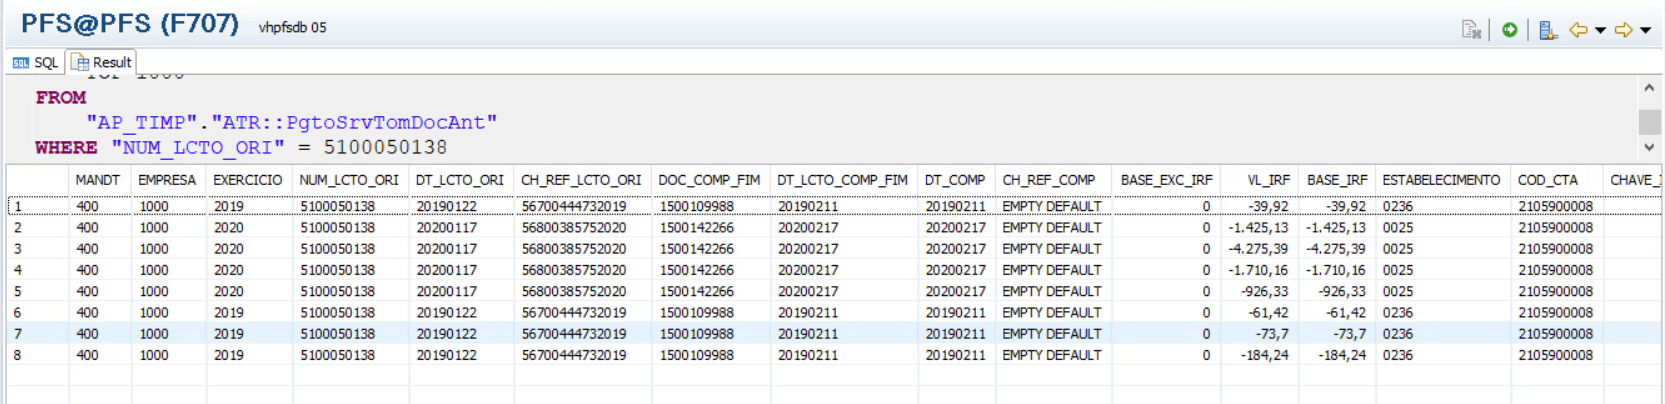 PFS@PFS (F707) vhpfsdb 05
SQL Result
TOP 1000
FROM
"AP_TIMP"."ATR::PgtoSrvTomDocAnt"
WHERE "NUM_LCTO_ORI" = 5100050138
MANDT EMPRESA EXERCICIO NUM_LCTO_ORI DT_LCTO_ORI CH_REF_LCTO_ORI DOC_COMP_FIM DT_LCTO_COMP_FIM DT_COMP CH_REF_COMP BASE_EXC_IRF VL_IRF BASE_IRF ESTABELECIMENTO COD_CTA CHAVE_
1 400 1000 2019 5100050138 20190122 56700444732019 1500109988 20190211 20190211 EMPTY DEFAULT 0 -39,92 -39,92 0236 2105900008
2 400 1000 2020 5100050138 20200117 56800385752020 1500142266 20200217 20200217 EMPTY DEFAULT 0 -1.425,13 -1.425,13 0025 2105900008
3 400 1000 2020 5100050138 20200117 56800385752020 1500142266 20200217 20200217 EMPTY DEFAULT 0 -4.275,39 -4.275,39 0025 2105900008
4 400 1000 2020 5100050138 20200117 56800385752020 1500142266 20200217 20200217 EMPTY DEFAULT 0 -1.710,16 -1.710,16 0025 2105900008
5 400 1000 2020 5100050138 20200117 56800385752020 1500142266 20200217 20200217 EMPTY DEFAULT 0 -926,33 -926,33 0025 2105900008
6 400 1000 2019 5100050138 20190122 56700444732019 1500109988 20190211 20190211 EMPTY DEFAULT 0 -61,42 -61,42 0236 2105900008
7 400 1000 2019 5100050138 20190122 56700444732019 1500109988 20190211 20190211 EMPTY DEFAULT 0 -73,7 -73,7 0236 2105900008
8 400 1000 2019 5100050138 20190122 56700444732019 1500109988 20190211 20190211 EMPTY DEFAULT 0 -184,24 -184,24 0236 2105900008